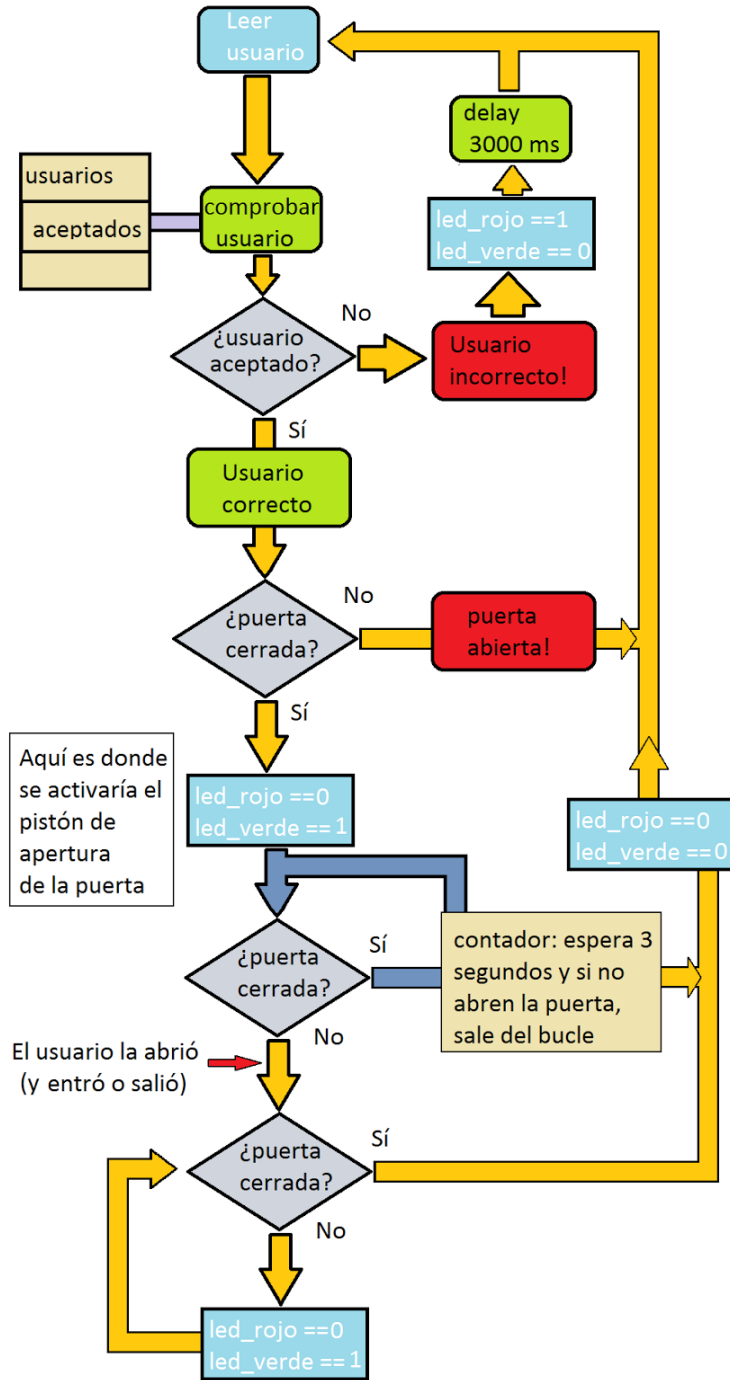 Leer
usuario
delay
3000 ms
usuarios
aceptados
comprobar
usuario
led_rojo ==1
led_verde == 0
No
¿usuario
aceptado?
Usuario
incorrecto!
Sí
Usuario
correcto
No
¿puerta
cerrada?
puerta
abierta!
Sí
Aquí es donde
se activaría el
pistón de
apertura
de la puerta
led_rojo ==0
led_verde == 1
led_rojo ==0
led_verde ==0
¿puerta
cerrada?
Sí
contador: espera 3
segundos y si no
abren la puerta,
sale del bucle
No
El usuario la abrió
(y entró o salió)
¿puerta
cerrada?
Sí
No
led_rojo ==0
led_verde == 1